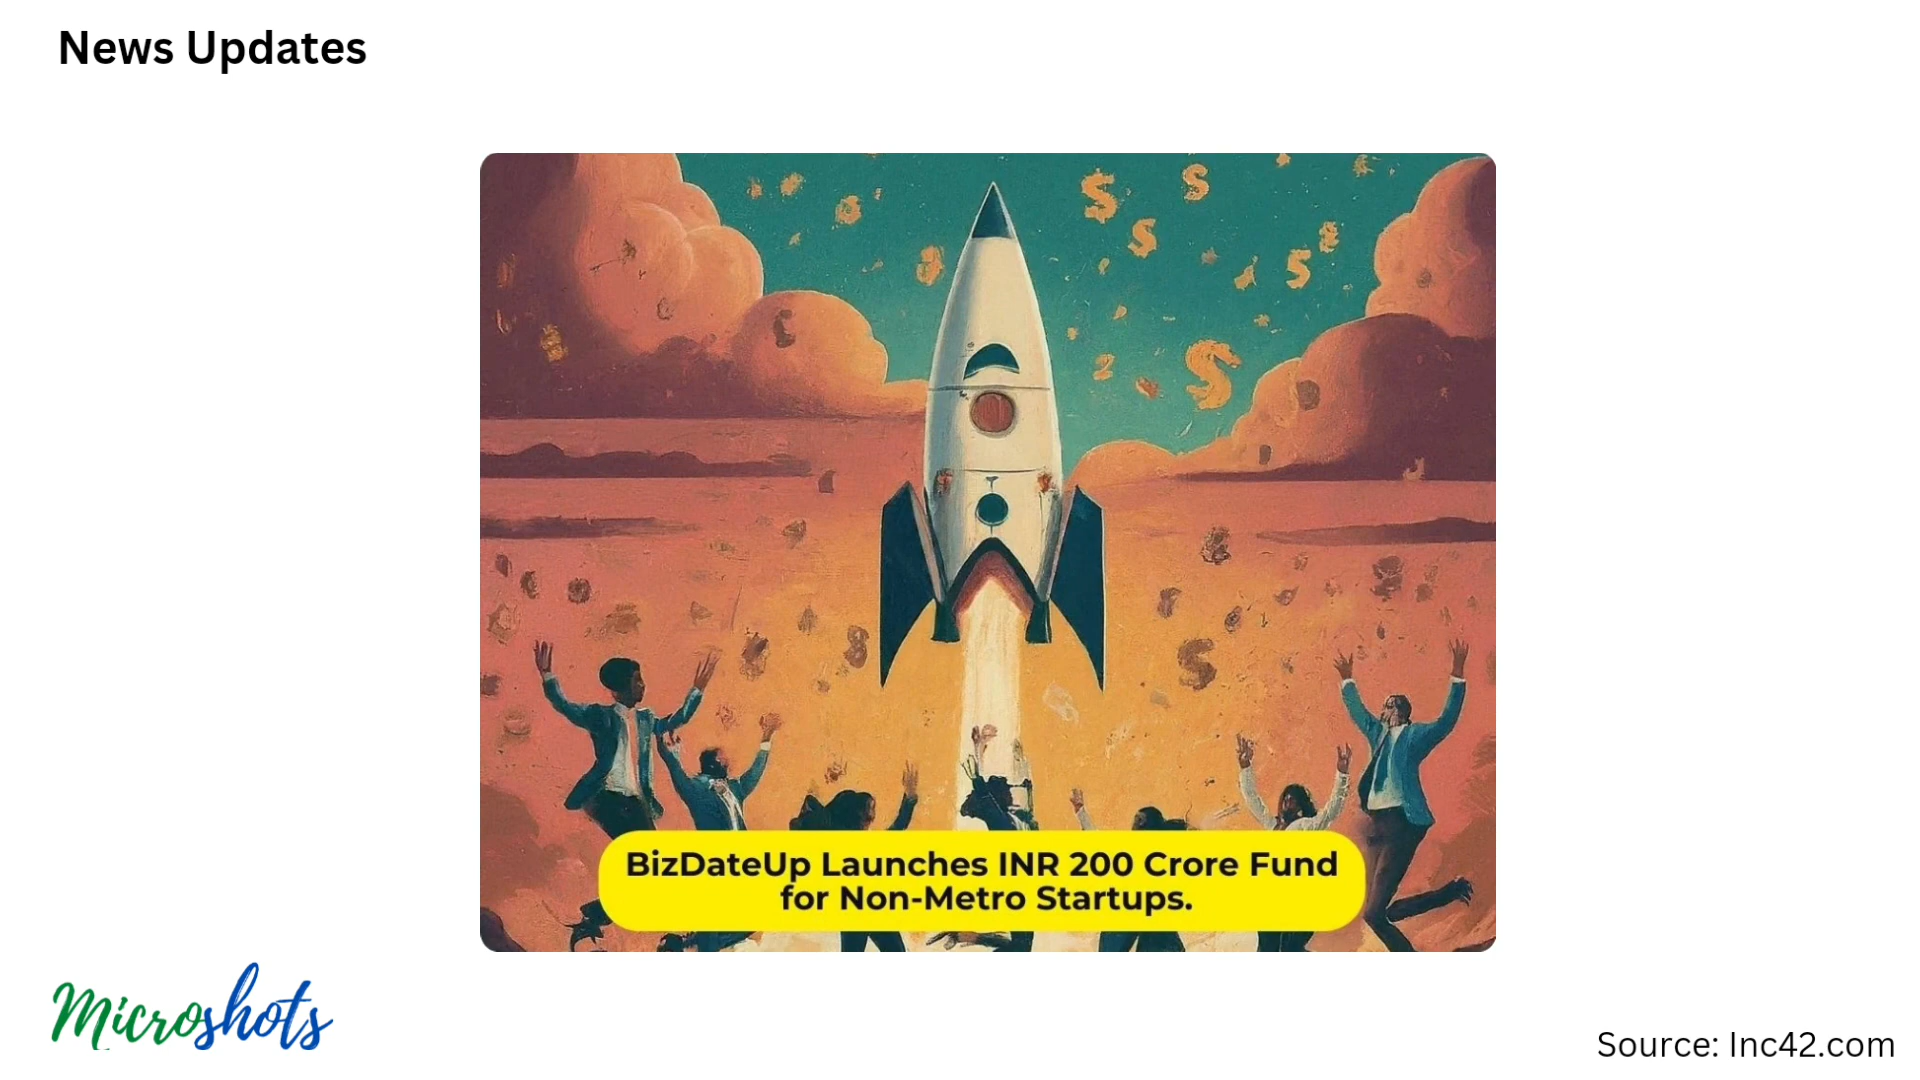 News Updates
BizDateUp Launches INR 200 Crore Fund
for Non-Metro Startups.
Microshots
Source: Inc42.com